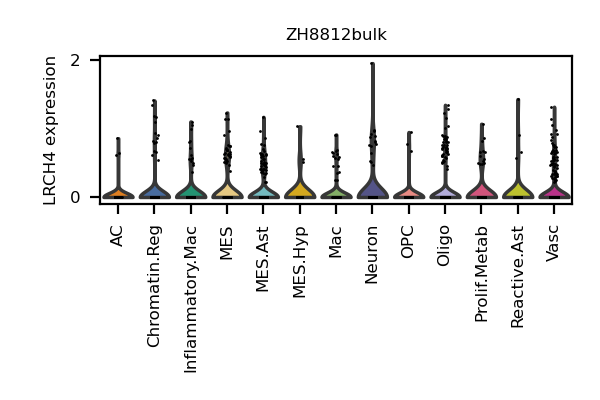 ZH8812bulk
LRCH4 expression
2
0
AC
Chromatin.Reg
Inflammatory.Mac
MES
MES.Ast
MES.Hyp
Mac
Neuron
OPC
Oligo
Prolif.Metab
Reactive.Ast
Vasc